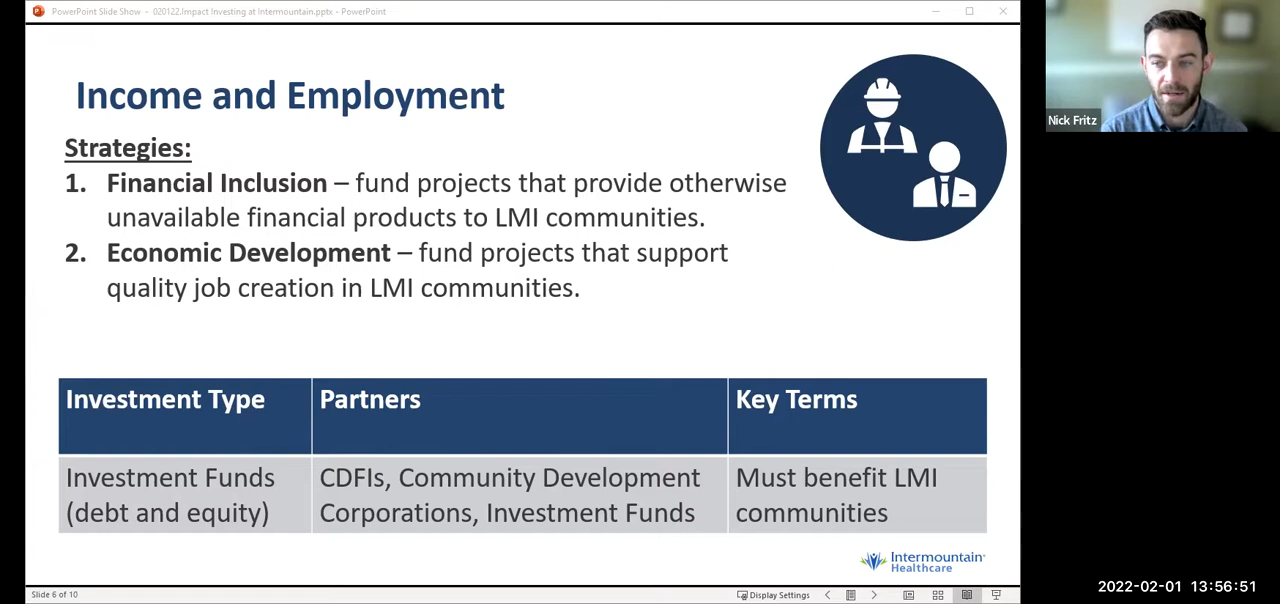 PowerPoint Slide Show - 020122.Impact Investing at Intermountain.pptx - PowerPoint
Income and Employment
Strategies:
1. Financial Inclusion – fund projects that provide otherwise
unavailable financial products to LMI communities.
2. Economic Development – fund projects that support
quality job creation in LMI communities.
Nick Fritz
Investment Type Partners Key Terms
Investment Funds CDFIs, Community Development Must benefit LMI
(debt and equity) Corporations, Investment Funds communities
Intermountain
Healthcare
Slide 6 of 10 Display Settings
2022-02-01 13:56:51